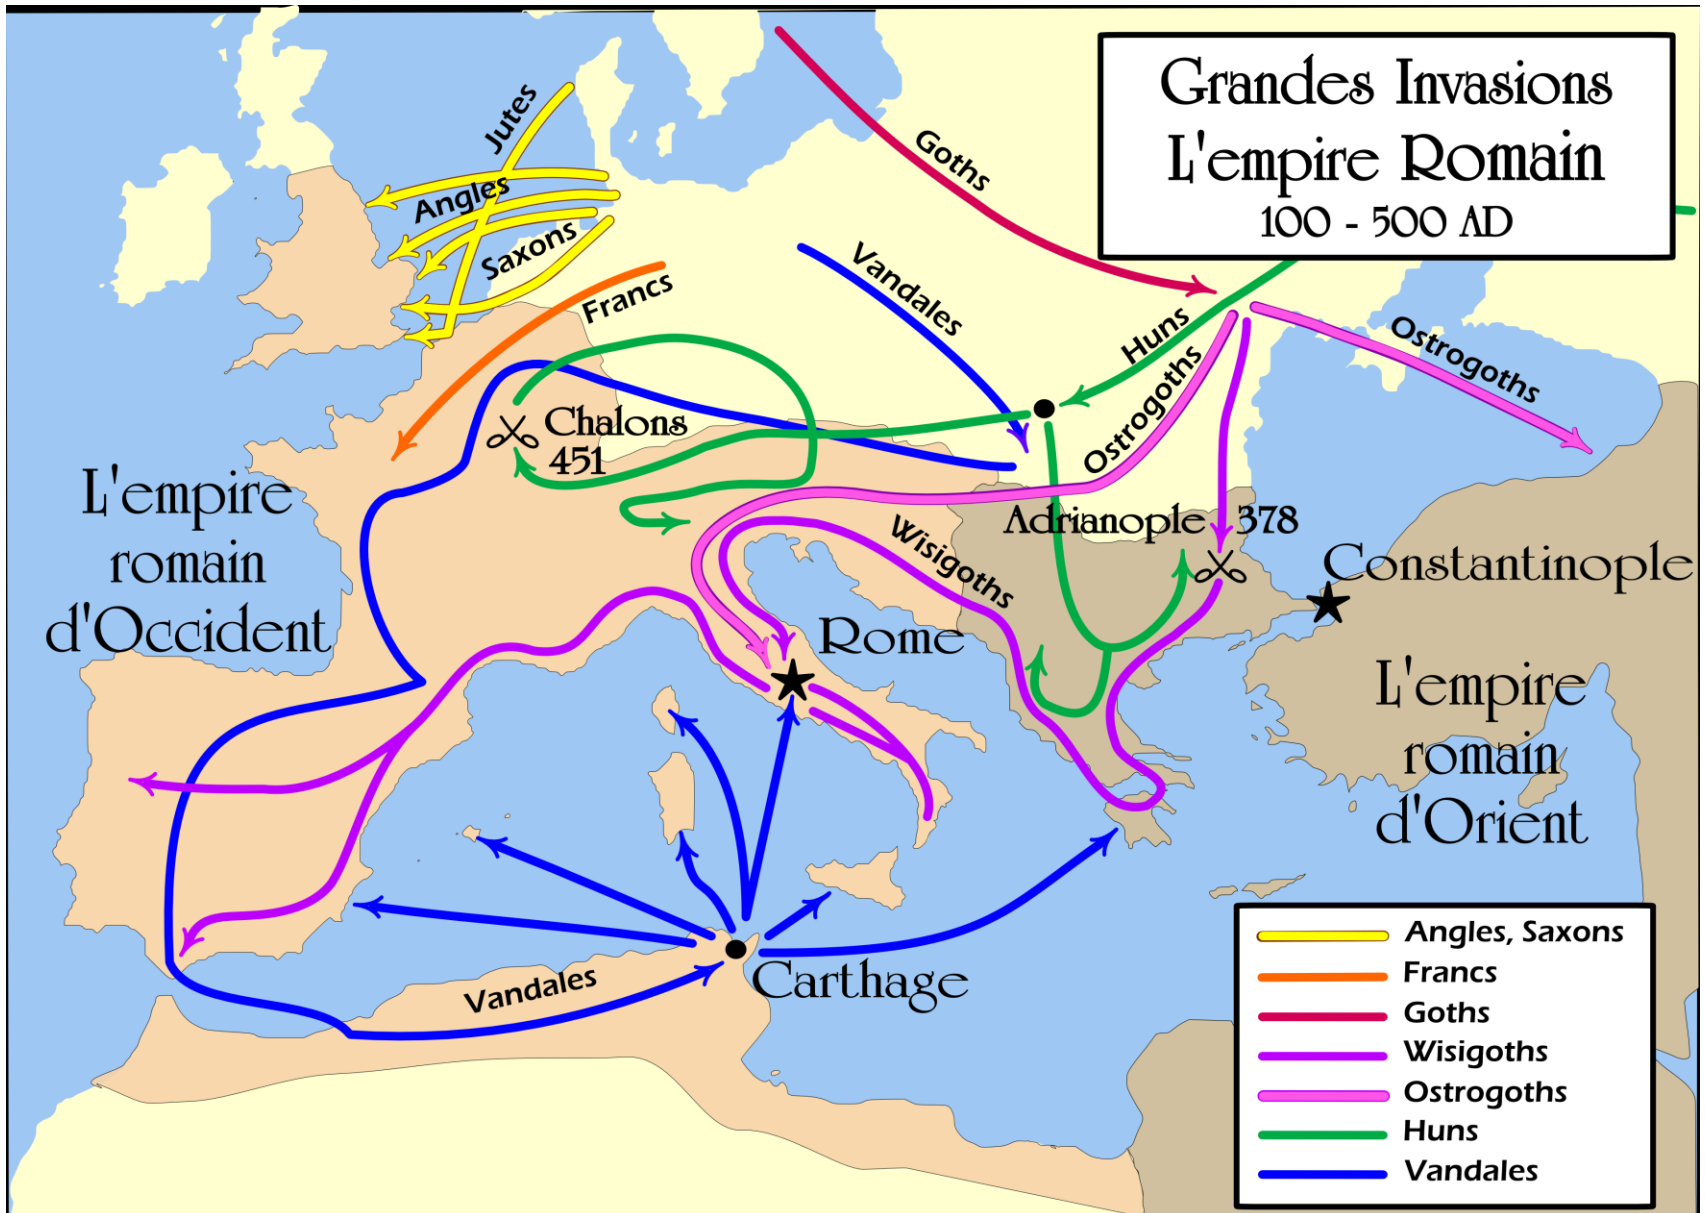 Grandes Invasions
L'empire Romain
100 - 500 AD
Jutes
Angles
Saxons
Francs
Goths
Vandales
Huns
Ostrogoths
Ostrogoths
Chalons
451
L'empire
romain
d'Occident
Adrianople 378
Wisigoths
Constantinople
Rome
L'empire
romain
d'Orient
Vandales
Carthage
Angles, Saxons
Francs
Goths
Wisigoths
Ostrogoths
Huns
Vandales